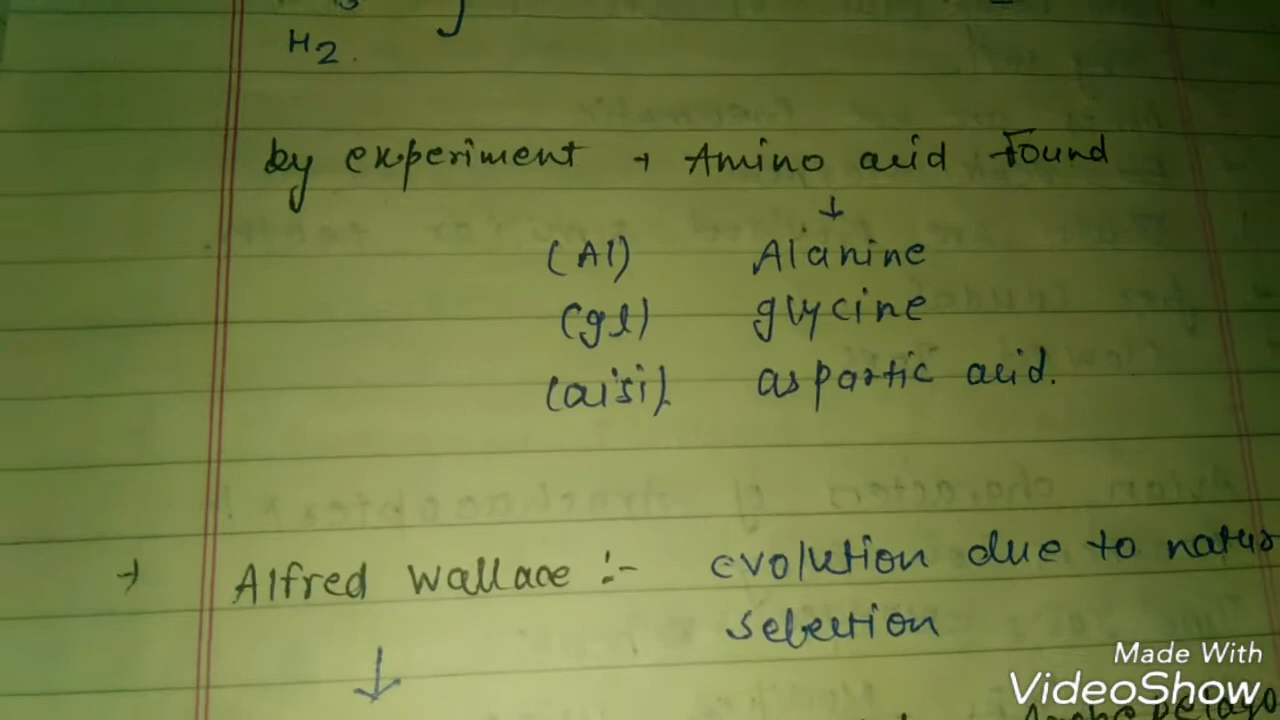 H2.
by experiment → Amino acid Found
↓
(Al) Alanine
(gl) glycine
(aisi) aspartic acid.
→ Alfred Wallace :- evolution due to natur
selection
↓
Made With
VideoShow